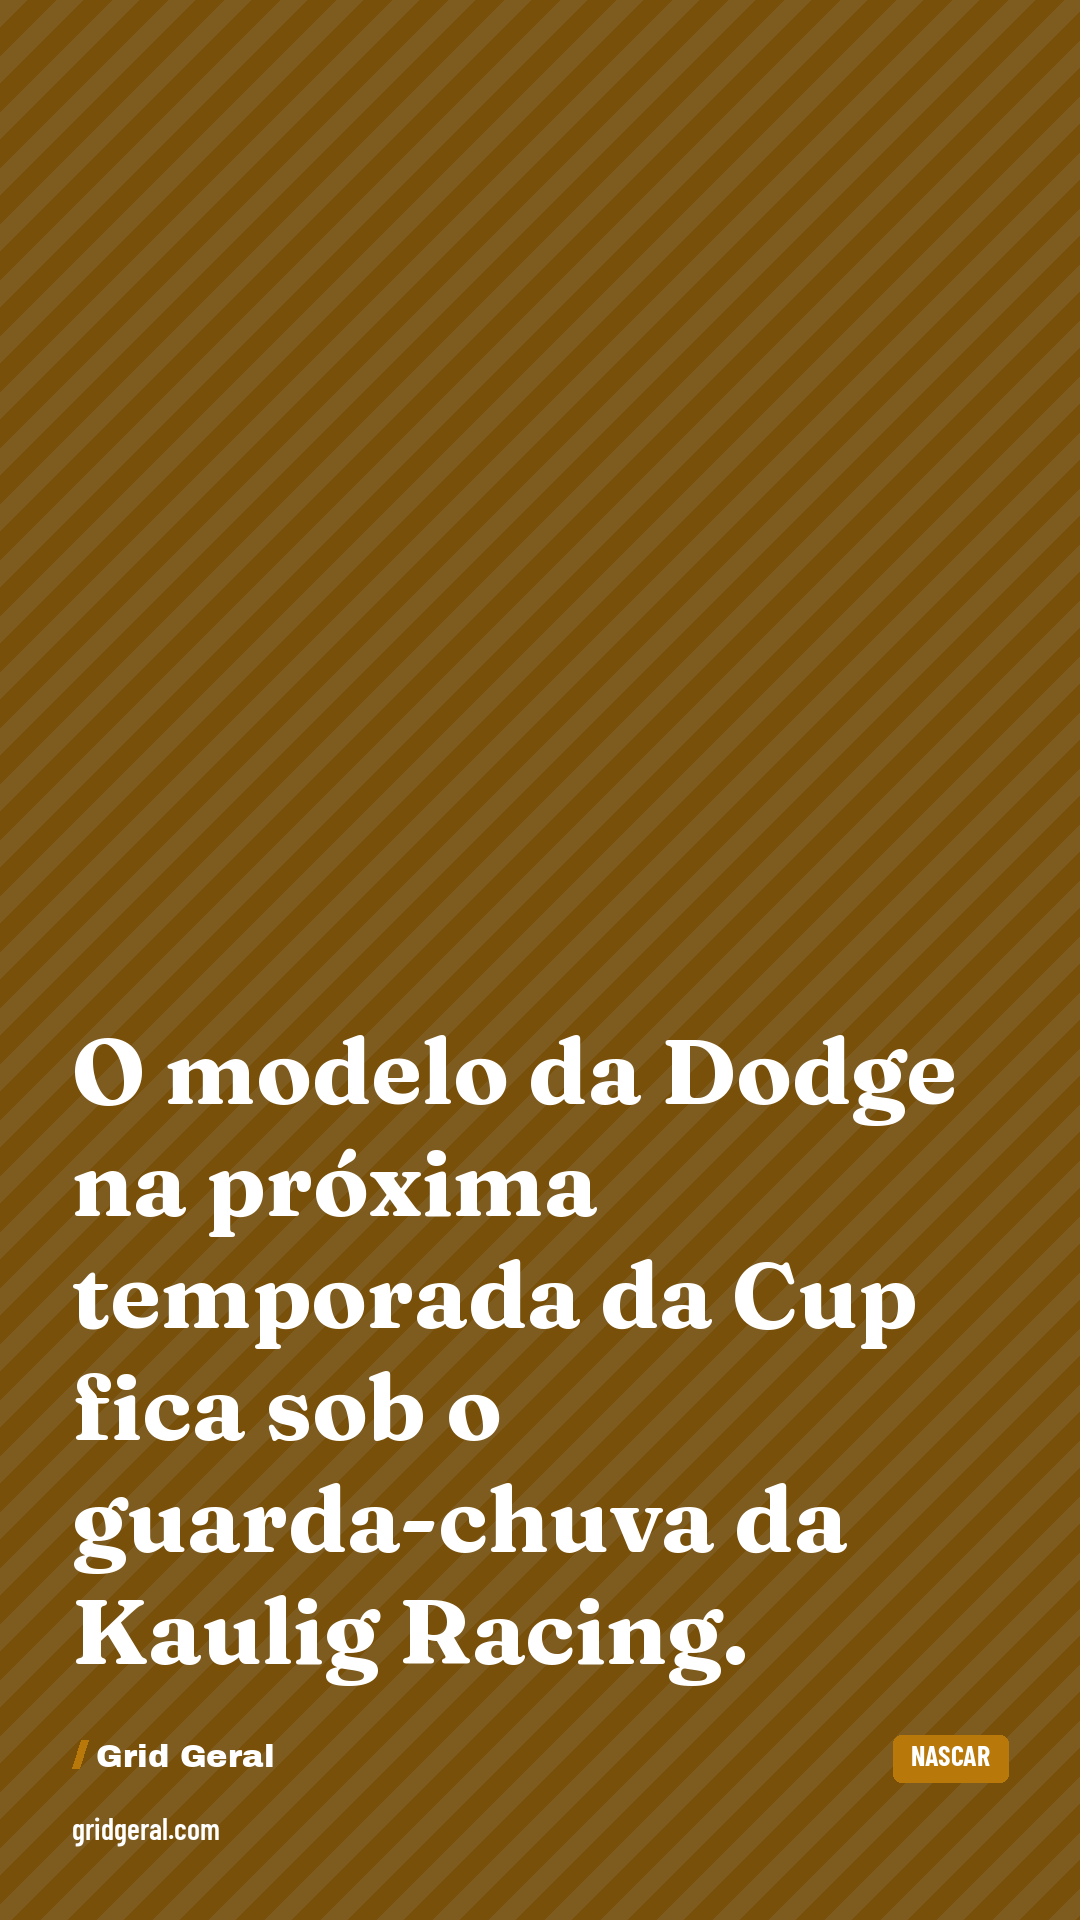 O modelo da Dodge
na próxima
temporada da Cup
fica sob o
guarda-chuva da
Kaulig Racing.
/ Grid Geral
NASCAR
gridgeral.com